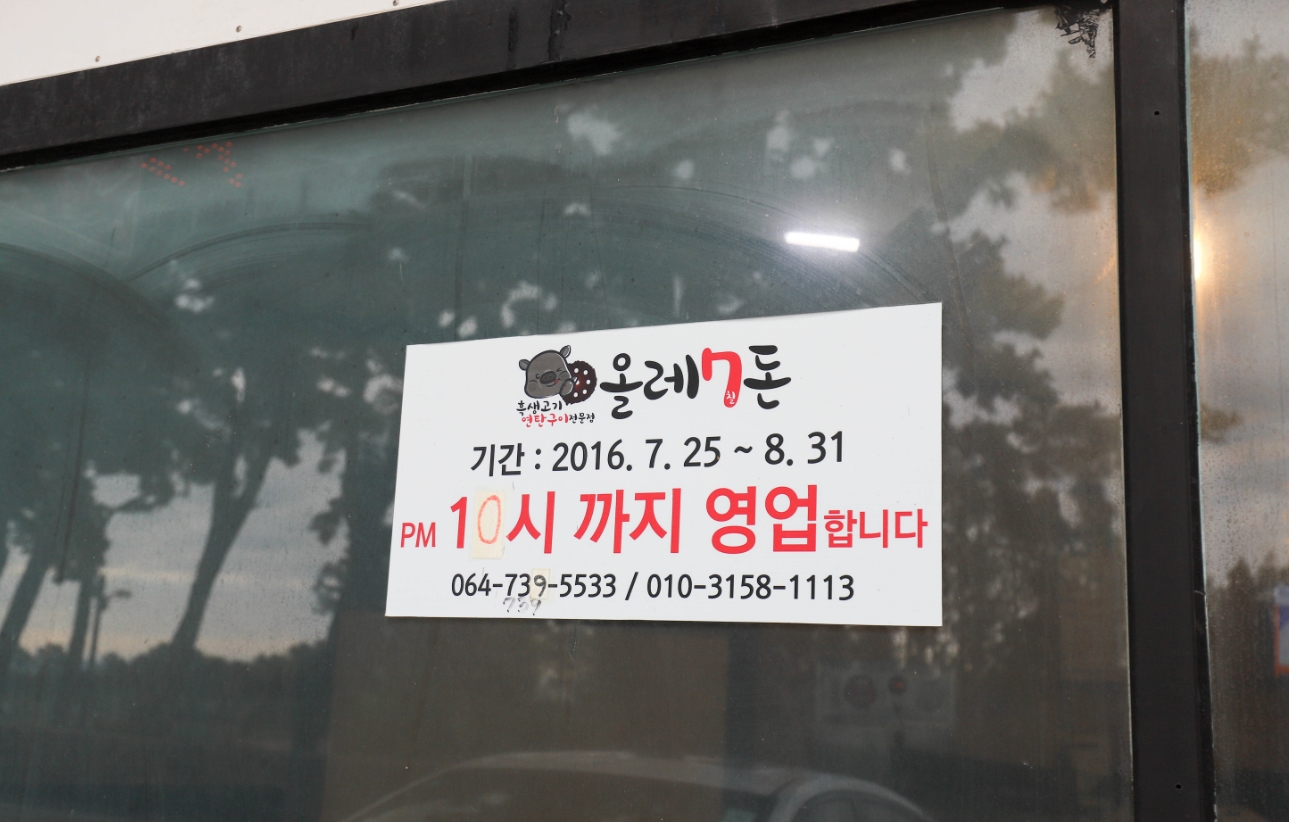 올레7돈
칠
흑생고기
연탄구이전문점
기간 : 2016. 7. 25 ~ 8. 31
PM 10시 까지 영업합니다
064-739-5533 / 010-3158-1113
739